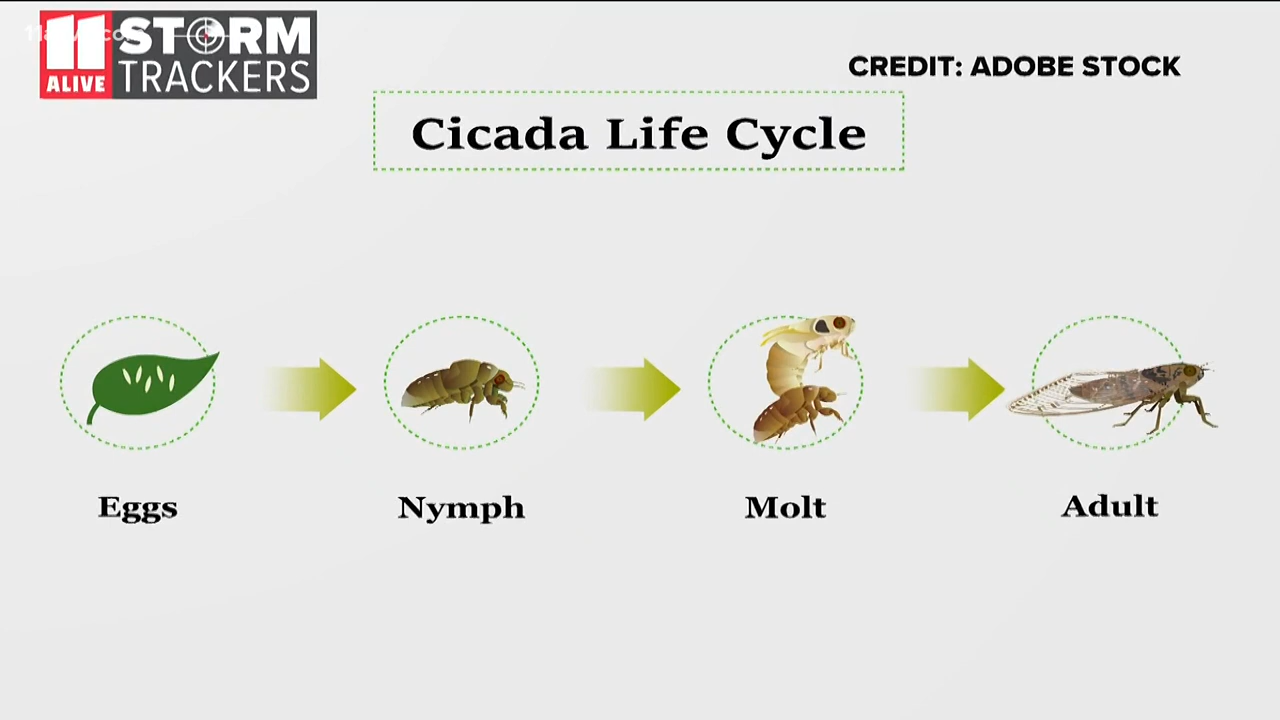 11
ALIVE
STORM
TRACKERS
CREDIT: ADOBE STOCK
Cicada Life Cycle
Eggs
Nymph
Molt
Adult